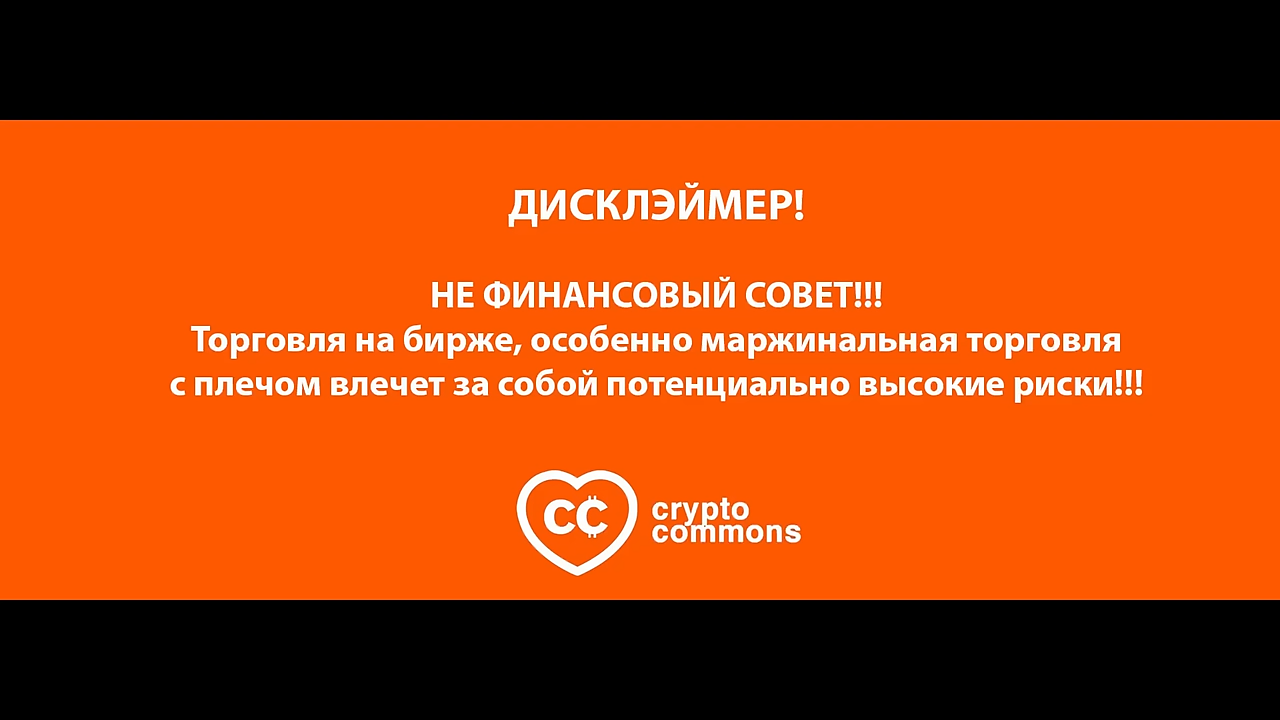 ДИСКЛЭЙМЕР!
НЕ ФИНАНСОВЫЙ СОВЕТ!!!
Торговля на бирже, особенно маржинальная торговля
с плечом влечет за собой потенциально высокие риски!!!
CC crypto
commons